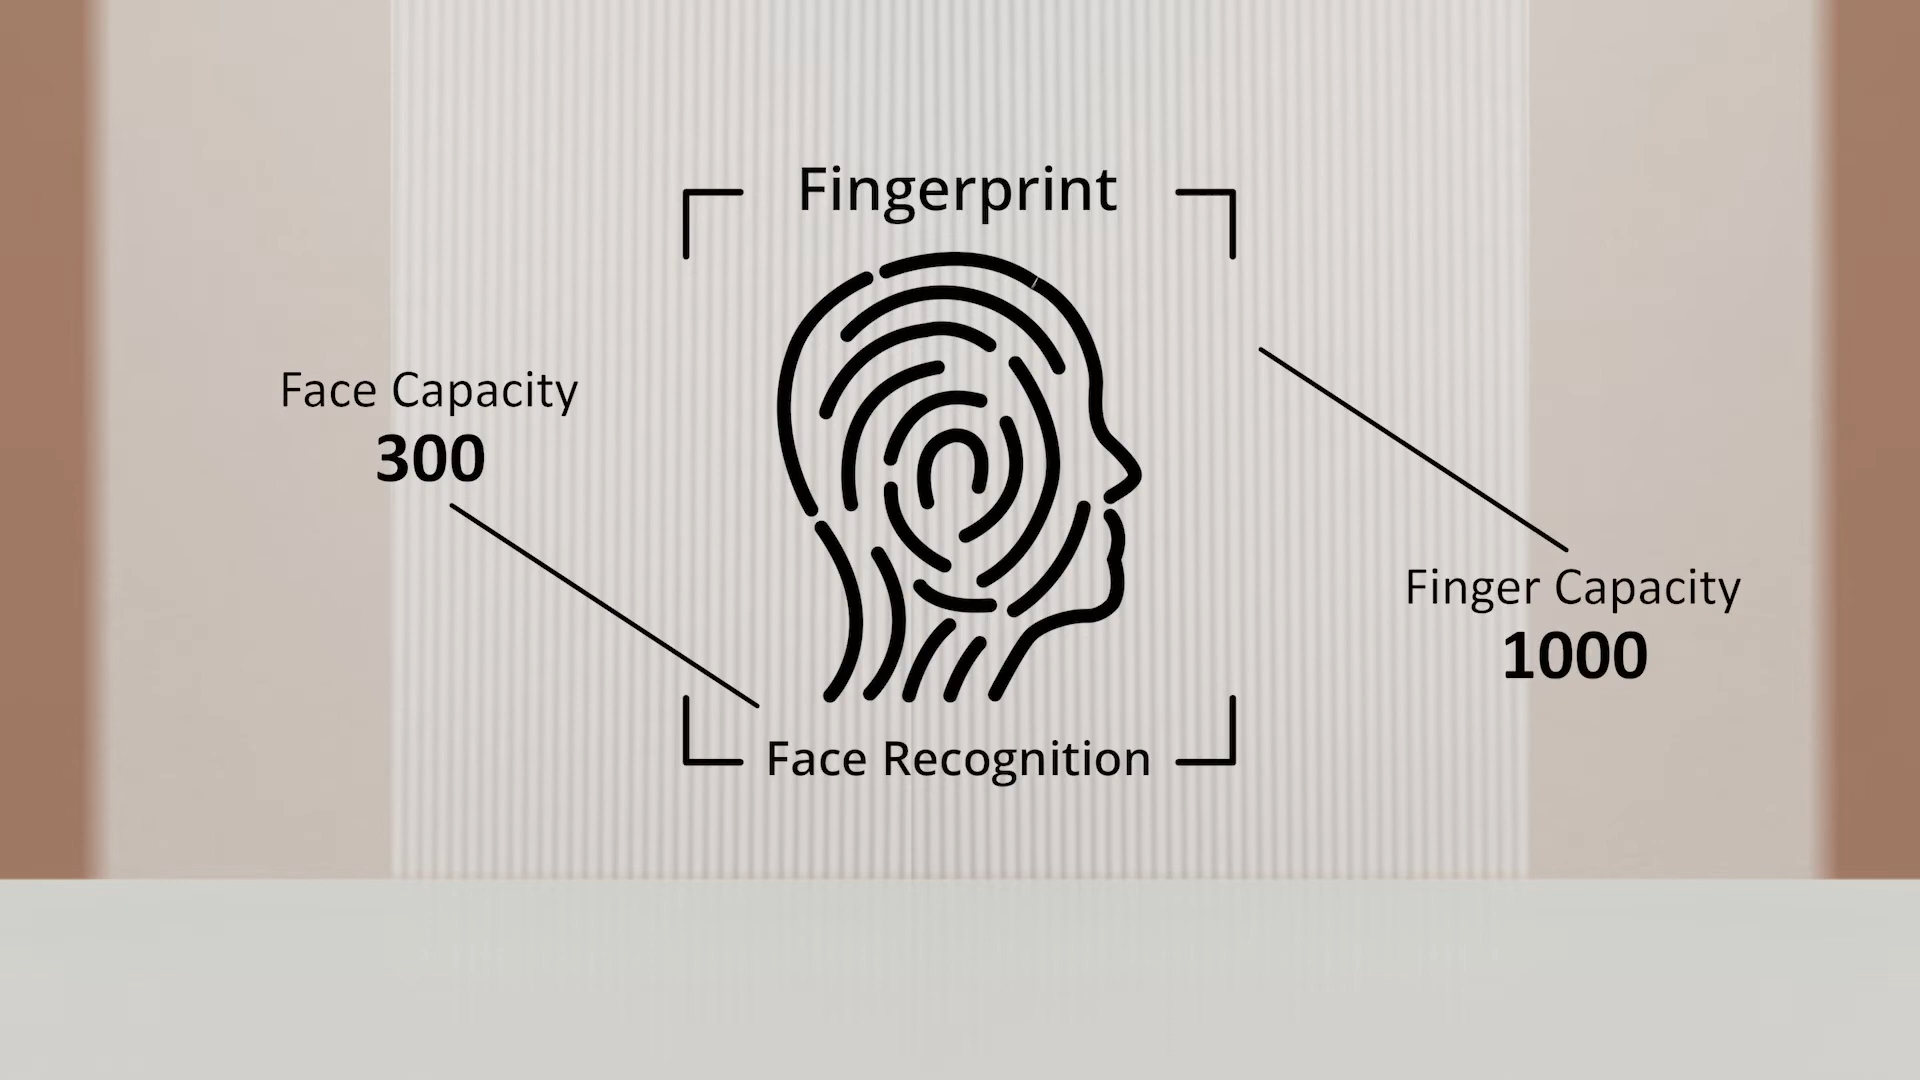 Fingerprint
Face Capacity
300
Finger Capacity
1000
Face Recognition